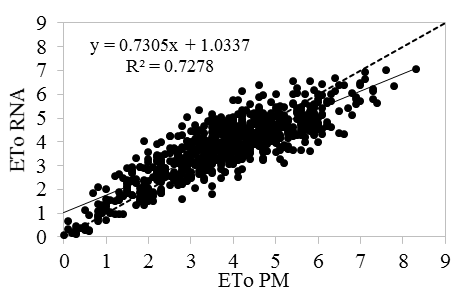 9
8
7
6
5
4
3
2
1
0
y = 0.7305x + 1.0337
R² = 0.7278
ETo RNA
0 1 2 3 4 5 6 7 8 9
ETo PM